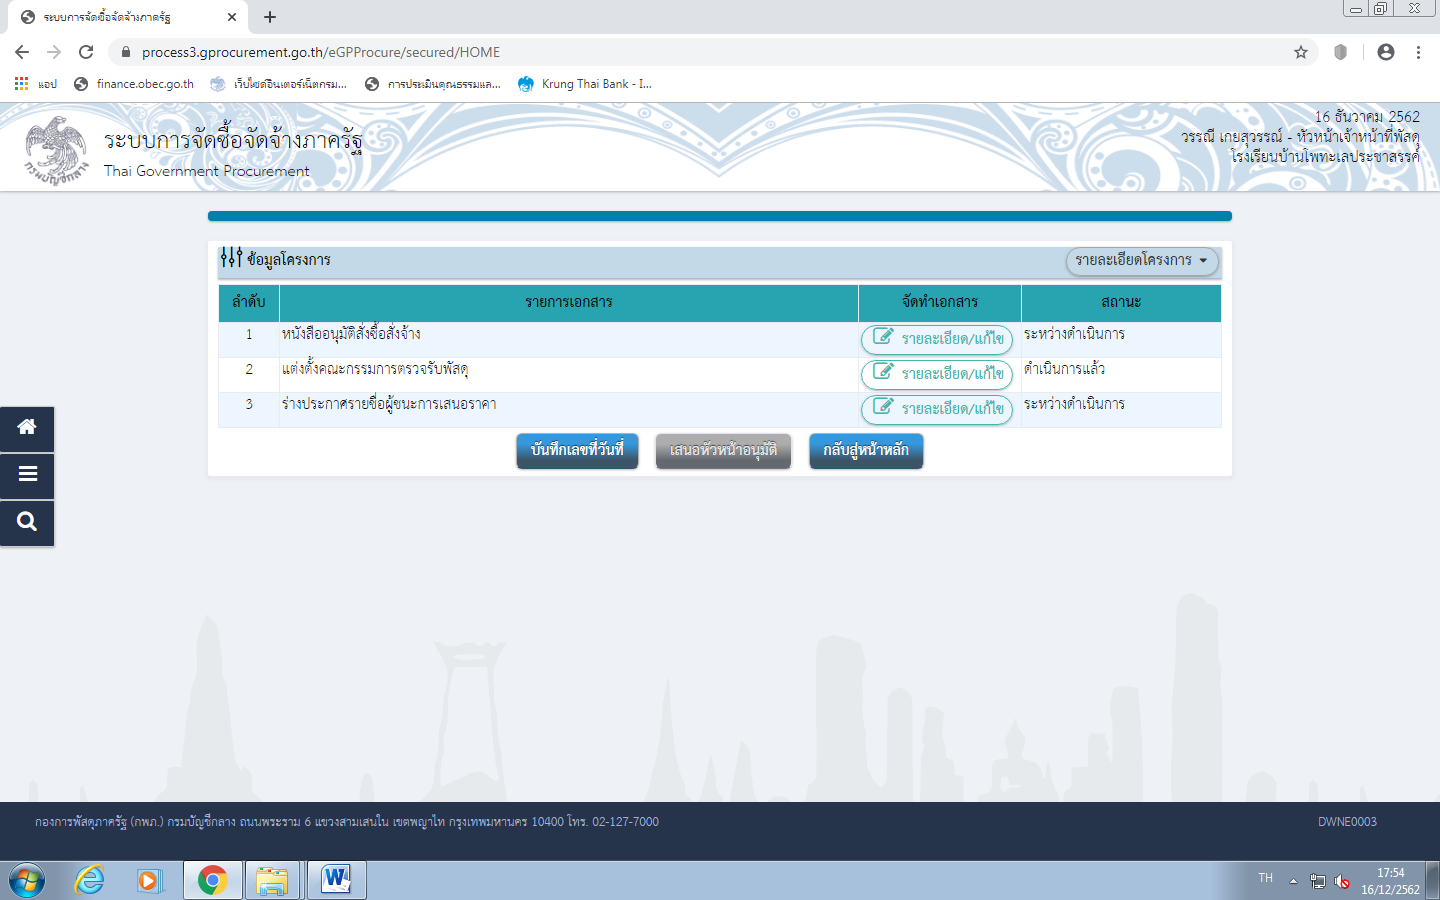 ระบบการจัดซื้อจัดจ้างภาครัฐ
process3.gprocurement.go.th/eGPProcure/secured/HOME
แอป finance.obec.go.th เว็บไซต์อินเตอร์เน็ตกรม... การประเมินคุณธรรมแล... Krung Thai Bank - I...
ระบบการจัดซื้อจัดจ้างภาครัฐ
Thai Government Procurement
กรมบัญชีกลาง
16 ธันวาคม 2562
วรรณี เกยสุวรรณ์ - หัวหน้าเจ้าหน้าที่พัสดุ
โรงเรียนบ้านโพทะเลประชาสรรค์
ข้อมูลโครงการ รายละเอียดโครงการ
ลำดับ รายการเอกสาร จัดทำเอกสาร สถานะ
1 หนังสืออนุมัติสั่งซื้อสั่งจ้าง รายละเอียด/แก้ไข ระหว่างดำเนินการ
2 แต่งตั้งคณะกรรมการตรวจรับพัสดุ รายละเอียด/แก้ไข ดำเนินการแล้ว
3 ร่างประกาศรายชื่อผู้ชนะการเสนอราคา รายละเอียด/แก้ไข ระหว่างดำเนินการ
บันทึกเลขที่วันที่ เสนอหัวหน้าอนุมัติ กลับสู่หน้าหลัก
กองการพัสดุภาครัฐ (กพภ.) กรมบัญชีกลาง ถนนพระราม 6 แขวงสามเสนใน เขตพญาไท กรุงเทพมหานคร 10400 โทร. 02-127-7000 DWNE0003
TH 17:54
16/12/2562